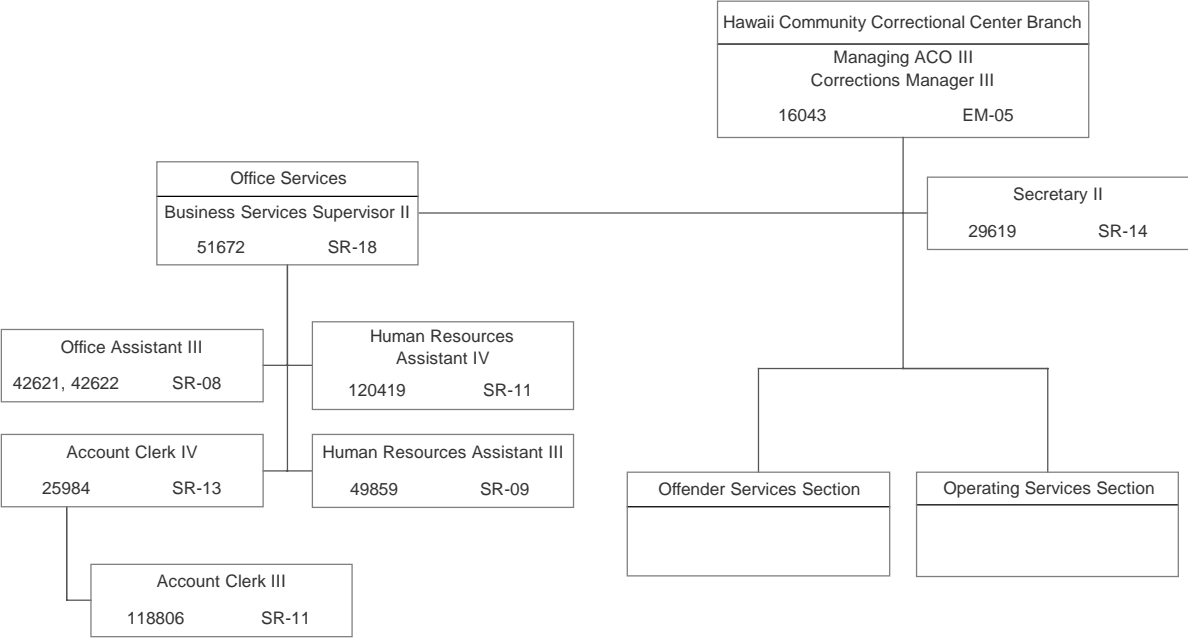 Hawaii Community Correctional Center Branch
Managing ACO III
Corrections Manager III
16043 EM-05
Office Services
Business Services Supervisor II
51672 SR-18
Secretary II
29619 SR-14
Office Assistant III
42621, 42622 SR-08
Human Resources
Assistant IV
120419 SR-11
Account Clerk IV
25984 SR-13
Human Resources Assistant III
49859 SR-09
Offender Services Section
Operating Services Section
Account Clerk III
118806 SR-11